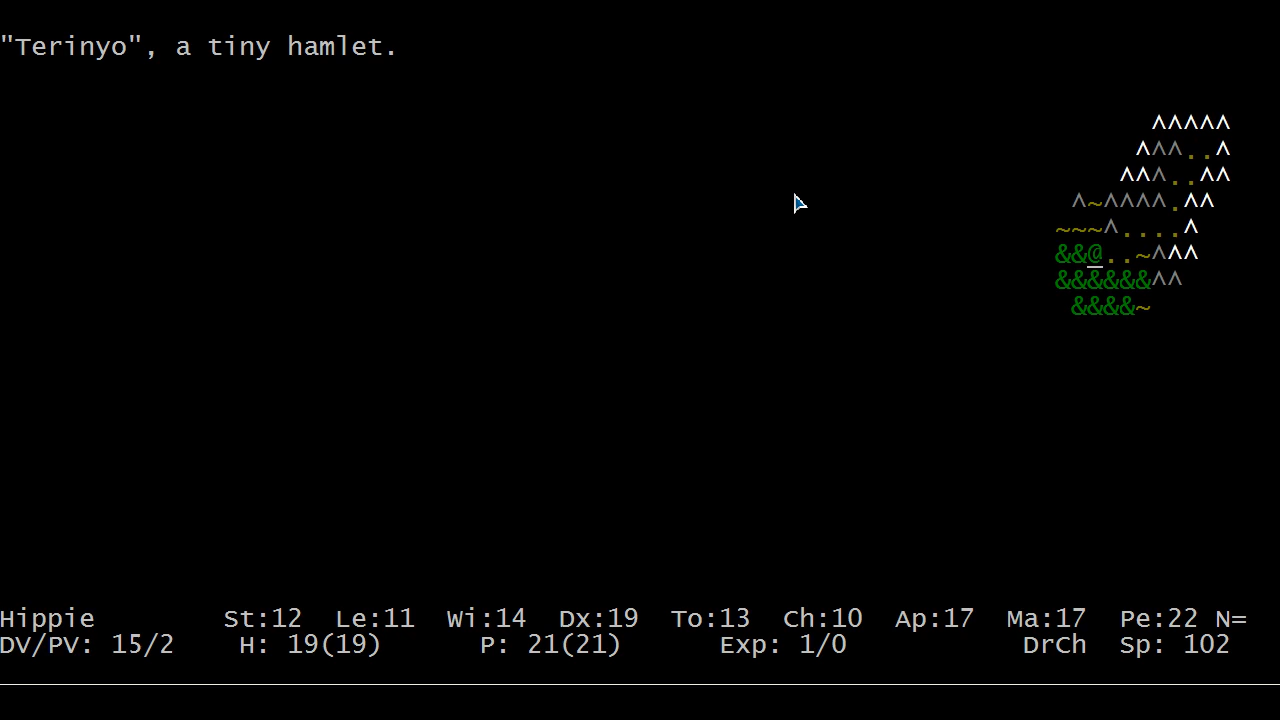 "Terinyo", a tiny hamlet.
^^^^^
^^^..^
^^^..^^
^~^^^^.^^
~~~^....^
&&@..~^^^
&&&&&&^^
&&&&~
Hippie St:12 Le:11 Wi:14 Dx:19 To:13 Ch:10 Ap:17 Ma:17 Pe:22 N=
DV/PV: 15/2 H: 19(19) P: 21(21) Exp: 1/0 DrCh Sp: 102